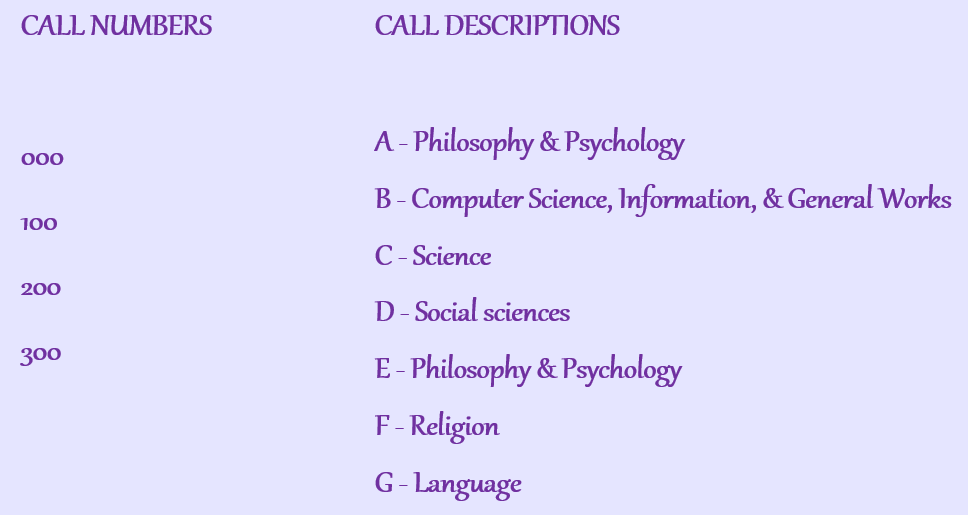 CALL NUMBERS
CALL DESCRIPTIONS
000
100
200
300
A - Philosophy & Psychology
B - Computer Science, Information, & General Works
C - Science
D - Social sciences
E - Philosophy & Psychology
F - Religion
G - Language